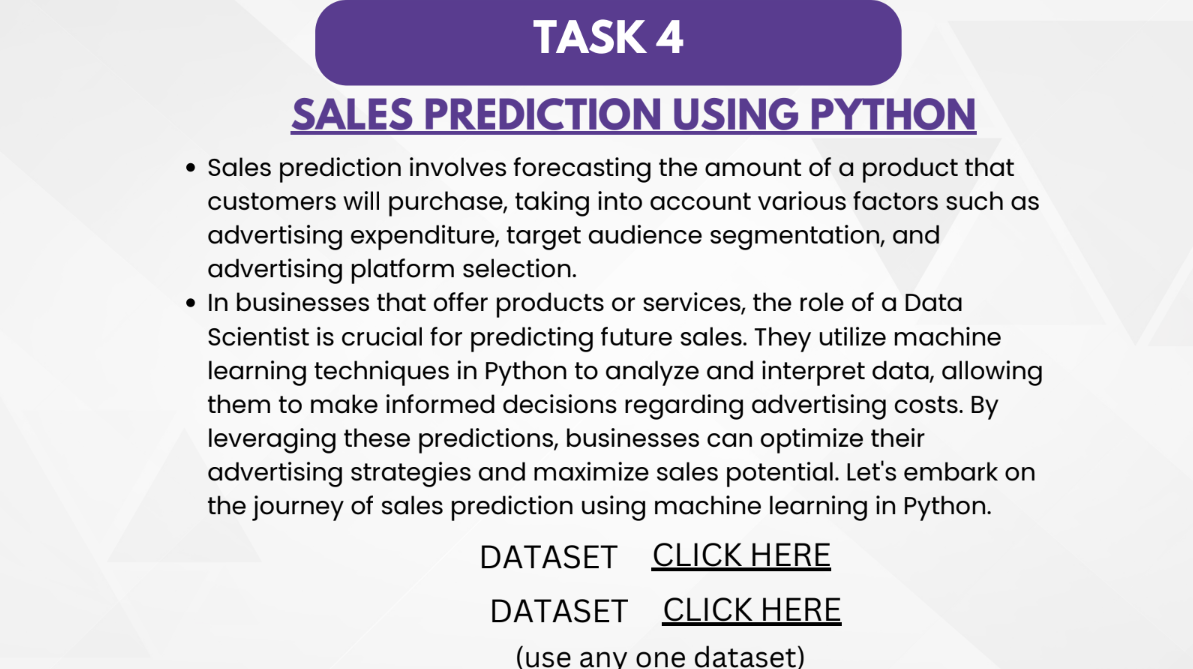 TASK 4
SALES PREDICTION USING PYTHON
• Sales prediction involves forecasting the amount of a product that
customers will purchase, taking into account various factors such as
advertising expenditure, target audience segmentation, and
advertising platform selection.
• In businesses that offer products or services, the role of a Data
Scientist is crucial for predicting future sales. They utilize machine
learning techniques in Python to analyze and interpret data, allowing
them to make informed decisions regarding advertising costs. By
leveraging these predictions, businesses can optimize their
advertising strategies and maximize sales potential. Let's embark on
the journey of sales prediction using machine learning in Python.
DATASET CLICK HERE
DATASET CLICK HERE
(use any one dataset)